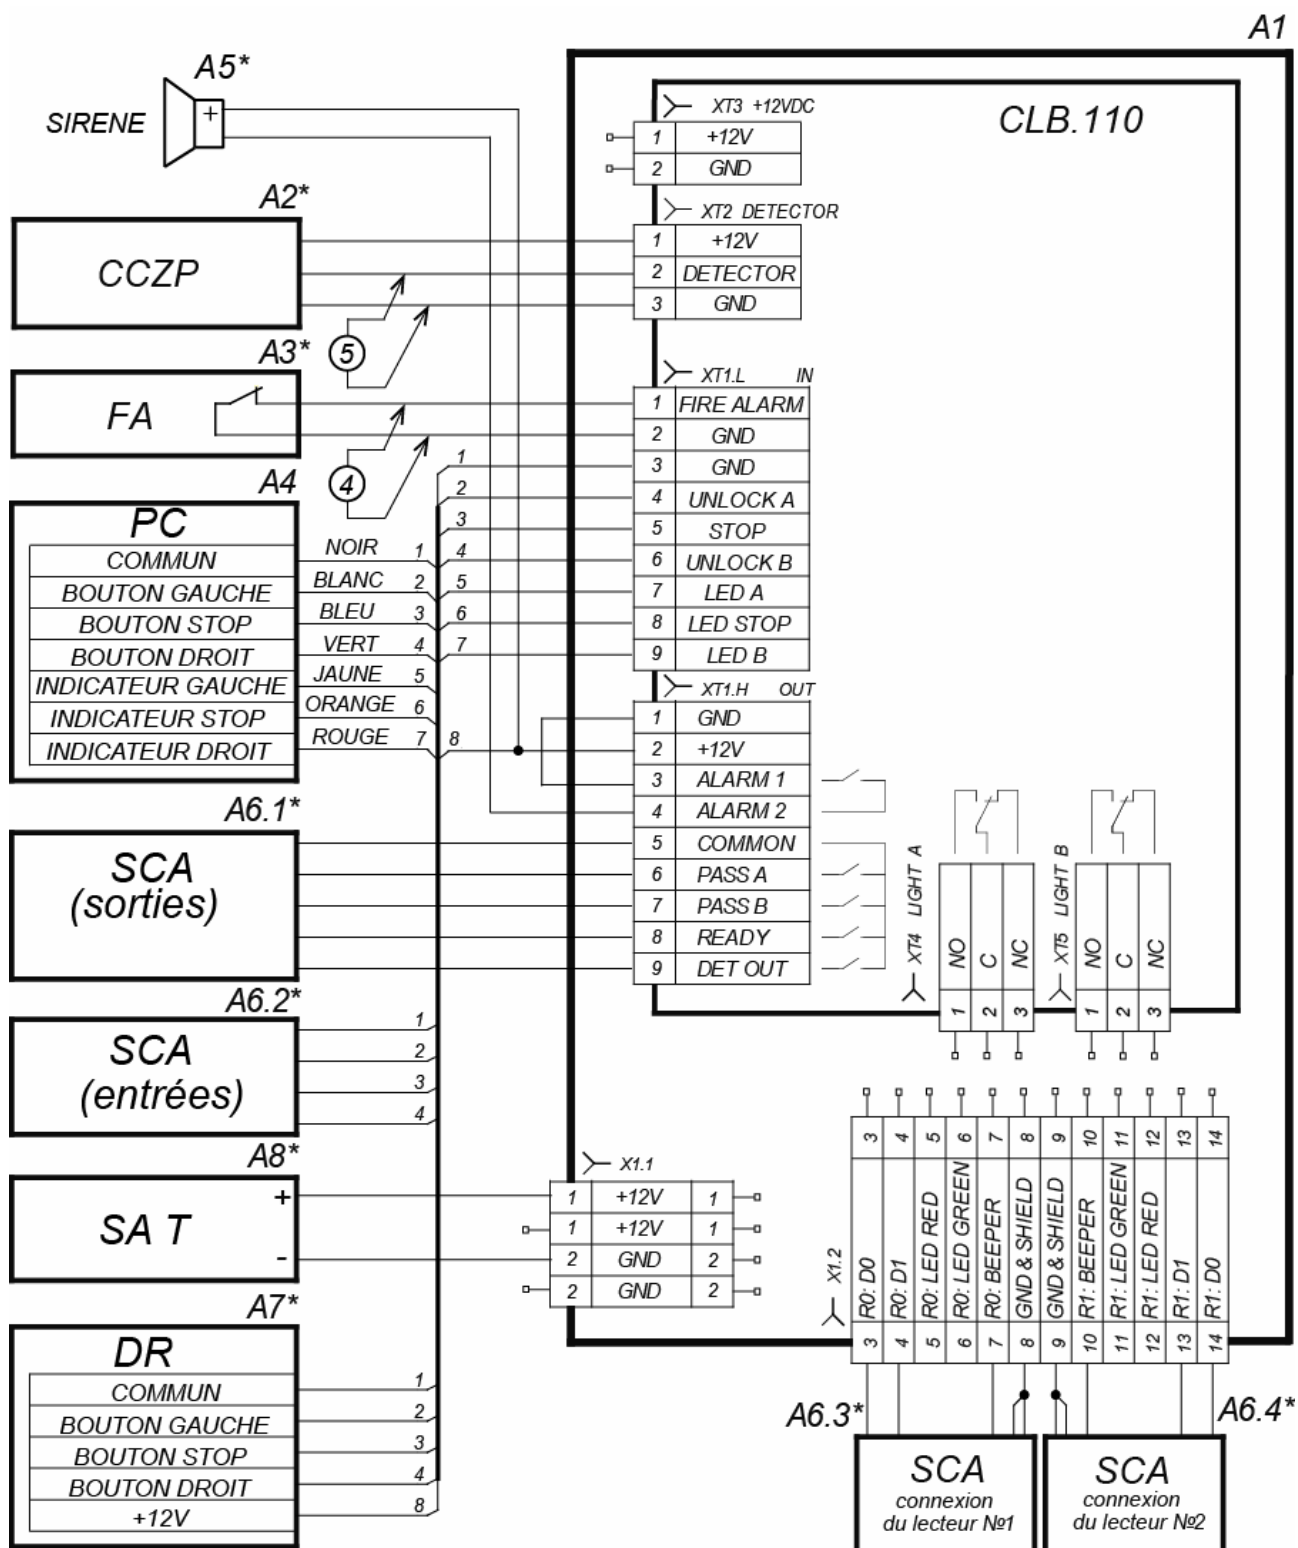 A1
A5*
SIRENE
+
CLB.110
XT3 +12VDC
1 +12V
2 GND
A2*
CCZP
XT2 DETECTOR
1 +12V
2 DETECTOR
3 GND
5
A3*
FA
4
XT1.L IN
1 FIRE ALARM
2 GND
3 GND
4 UNLOCK A
5 STOP
6 UNLOCK B
7 LED A
8 LED STOP
9 LED B
1
2
3
4
5
6
7
8
A4
PC
COMMUN NOIR 1
BOUTON GAUCHE BLANC 2
BOUTON STOP BLEU 3
BOUTON DROIT VERT 4
INDICATEUR GAUCHE JAUNE 5
INDICATEUR STOP ORANGE 6
INDICATEUR DROIT ROUGE 7
XT1.H OUT
1 GND
2 +12V
3 ALARM 1
4 ALARM 2
5 COMMON
6 PASS A
7 PASS B
8 READY
9 DET OUT
A6.1*
SCA
(sorties)
XT4 LIGHT A
NO C NC
1 2 3
XT5 LIGHT B
NO C NC
1 2 3
A6.2*
SCA
(entrées)
1
2
3
4
A8*
SA T
+
-
X1.1
1 +12V 1
1 +12V 1
2 GND 2
2 GND 2
A7*
DR
COMMUN 1
BOUTON GAUCHE 2
BOUTON STOP 3
BOUTON DROIT 4
+12V 8
X1.2
3 R0: D0 3
4 R0: D1 4
5 R0: LED RED 5
6 R0: LED GREEN 6
7 R0: BEEPER 7
8 GND & SHIELD 8
9 GND & SHIELD 9
10 R1: BEEPER 10
11 R1: LED GREEN 11
12 R1: LED RED 12
13 R1: D1 13
14 R1: D0 14
A6.3*
SCA
connexion
du lecteur №1
A6.4*
SCA
connexion
du lecteur №2